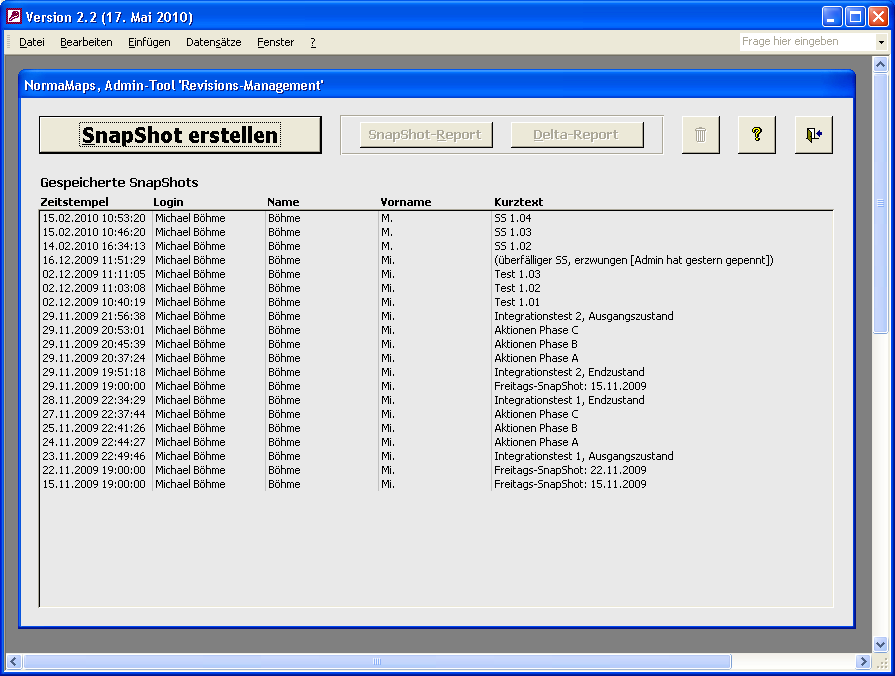 Version 2.2 (17. Mai 2010)
Datei Bearbeiten Einfügen Datensätze Fenster ? Frage hier eingeben
NormaMaps, Admin-Tool 'Revisions-Management'
SnapShot erstellen SnapShot-Report Delta-Report ?
Gespeicherte SnapShots
Zeitstempel Login Name Vorname Kurztext
15.02.2010 10:53:20 Michael Böhme Böhme M. SS 1.04
15.02.2010 10:46:20 Michael Böhme Böhme M. SS 1.03
14.02.2010 16:34:13 Michael Böhme Böhme M. SS 1.02
16.12.2009 11:51:29 Michael Böhme Böhme Mi. (überfälliger SS, erzwungen [Admin hat gestern gepennt])
02.12.2009 11:11:05 Michael Böhme Böhme Mi. Test 1.03
02.12.2009 11:03:08 Michael Böhme Böhme Mi. Test 1.02
02.12.2009 10:40:19 Michael Böhme Böhme Mi. Test 1.01
29.11.2009 21:56:38 Michael Böhme Böhme Mi. Integrationstest 2, Ausgangszustand
29.11.2009 20:53:01 Michael Böhme Böhme Mi. Aktionen Phase C
29.11.2009 20:45:39 Michael Böhme Böhme Mi. Aktionen Phase B
29.11.2009 20:37:24 Michael Böhme Böhme Mi. Aktionen Phase A
29.11.2009 19:51:18 Michael Böhme Böhme Mi. Integrationstest 2, Endzustand
29.11.2009 19:00:00 Michael Böhme Böhme Mi. Freitags-SnapShot: 15.11.2009
28.11.2009 22:34:29 Michael Böhme Böhme Mi. Integrationstest 1, Endzustand
27.11.2009 22:37:44 Michael Böhme Böhme Mi. Aktionen Phase C
25.11.2009 22:41:26 Michael Böhme Böhme Mi. Aktionen Phase B
24.11.2009 22:44:27 Michael Böhme Böhme Mi. Aktionen Phase A
23.11.2009 22:49:46 Michael Böhme Böhme Mi. Integrationstest 1, Ausgangszustand
22.11.2009 19:00:00 Michael Böhme Böhme Mi. Freitags-SnapShot: 22.11.2009
15.11.2009 19:00:00 Michael Böhme Böhme Mi. Freitags-SnapShot: 15.11.2009